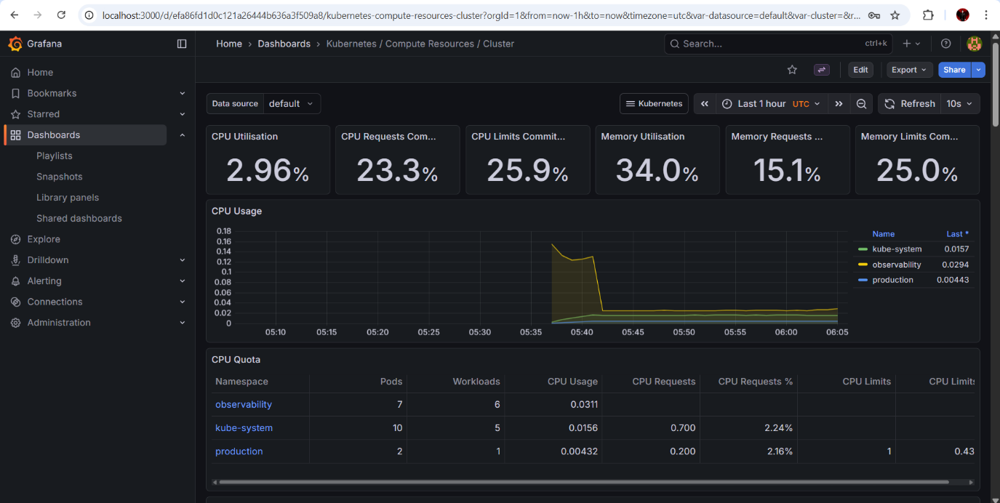 localhost:3000/d/efa86fd1d0c121a26444b636a3f509a8/kubernetes-compute-resources-cluster?orgId=1&from=now-1h&to=now&timezone=utc&var-datasource=default&var-cluster=&r...
Grafana
Home › Dashboards › Kubernetes / Compute Resources / Cluster
Search... ctrl+k
Home
Bookmarks
Starred
Dashboards
Playlists
Snapshots
Library panels
Shared dashboards
Explore
Drilldown
Alerting
Connections
Administration
Edit Export Share
Data source default Kubernetes Last 1 hour UTC Refresh 10s
CPU Utilisation
2.96%
CPU Requests Com...
23.3%
CPU Limits Commit...
25.9%
Memory Utilisation
34.0%
Memory Requests ...
15.1%
Memory Limits Com...
25.0%
CPU Usage
0.18
0.16
0.14
0.12
0.1
0.08
0.06
0.04
0.02
0
05:10 05:15 05:20 05:25 05:30 05:35 05:40 05:45 05:50 05:55 06:00 06:05
Name Last *
kube-system 0.0157
observability 0.0294
production 0.00443
CPU Quota
Namespace Pods Workloads CPU Usage CPU Requests CPU Requests % CPU Limits CPU Limits
observability 7 6 0.0311
kube-system 10 5 0.0156 0.700 2.24%
production 2 1 0.00432 0.200 2.16% 1 0.43